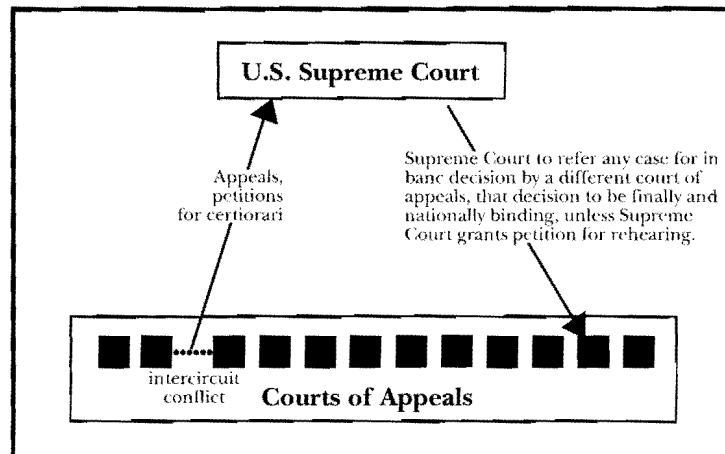 U.S. Supreme Court
Appeals,
petitions
for certiorari
Supreme Court to refer any case for in
banc decision by a different court of
appeals, that decision to be finally and
nationally binding, unless Supreme
Court grants petition for rehearing.
intercircuit
conflict
Courts of Appeals